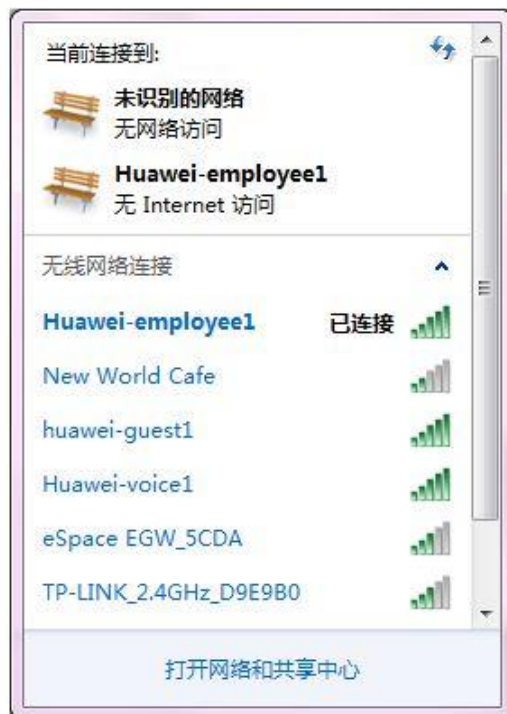 当前连接到:
未识别的网络
无网络访问
Huawei-employee1
无 Internet 访问
无线网络连接
Huawei-employee1 已连接
New World Cafe
huawei-guest1
Huawei-voice1
eSpace EGW_5CDA
TP-LINK_2.4GHz_D9E9B0
打开网络和共享中心